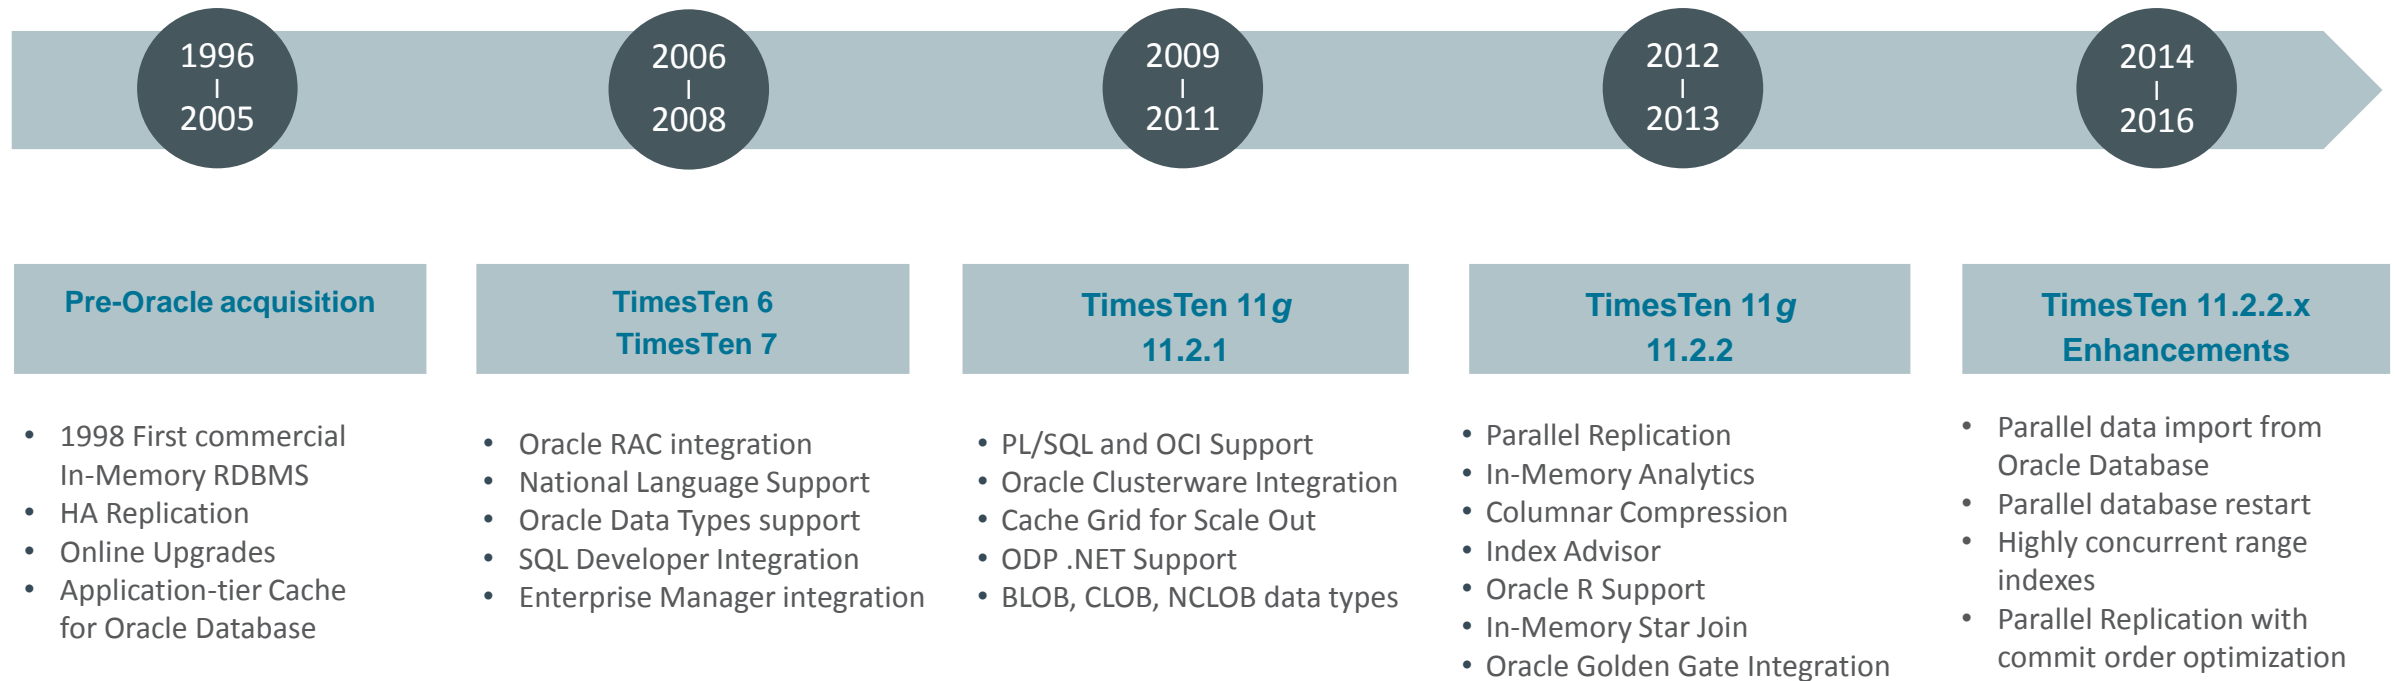 1996
|
2005
2006
|
2008
2009
|
2011
2012
|
2013
2014
|
2016
Pre-Oracle acquisition
• 1998 First commercial
In-Memory RDBMS
• HA Replication
• Online Upgrades
• Application-tier Cache
for Oracle Database
TimesTen 6
TimesTen 7
• Oracle RAC integration
• National Language Support
• Oracle Data Types support
• SQL Developer Integration
• Enterprise Manager integration
TimesTen 11g
11.2.1
• PL/SQL and OCI Support
• Oracle Clusterware Integration
• Cache Grid for Scale Out
• ODP .NET Support
• BLOB, CLOB, NCLOB data types
TimesTen 11g
11.2.2
• Parallel Replication
• In-Memory Analytics
• Columnar Compression
• Index Advisor
• Oracle R Support
• In-Memory Star Join
• Oracle Golden Gate Integration
TimesTen 11.2.2.x
Enhancements
• Parallel data import from
Oracle Database
• Parallel database restart
• Highly concurrent range
indexes
• Parallel Replication with
commit order optimization